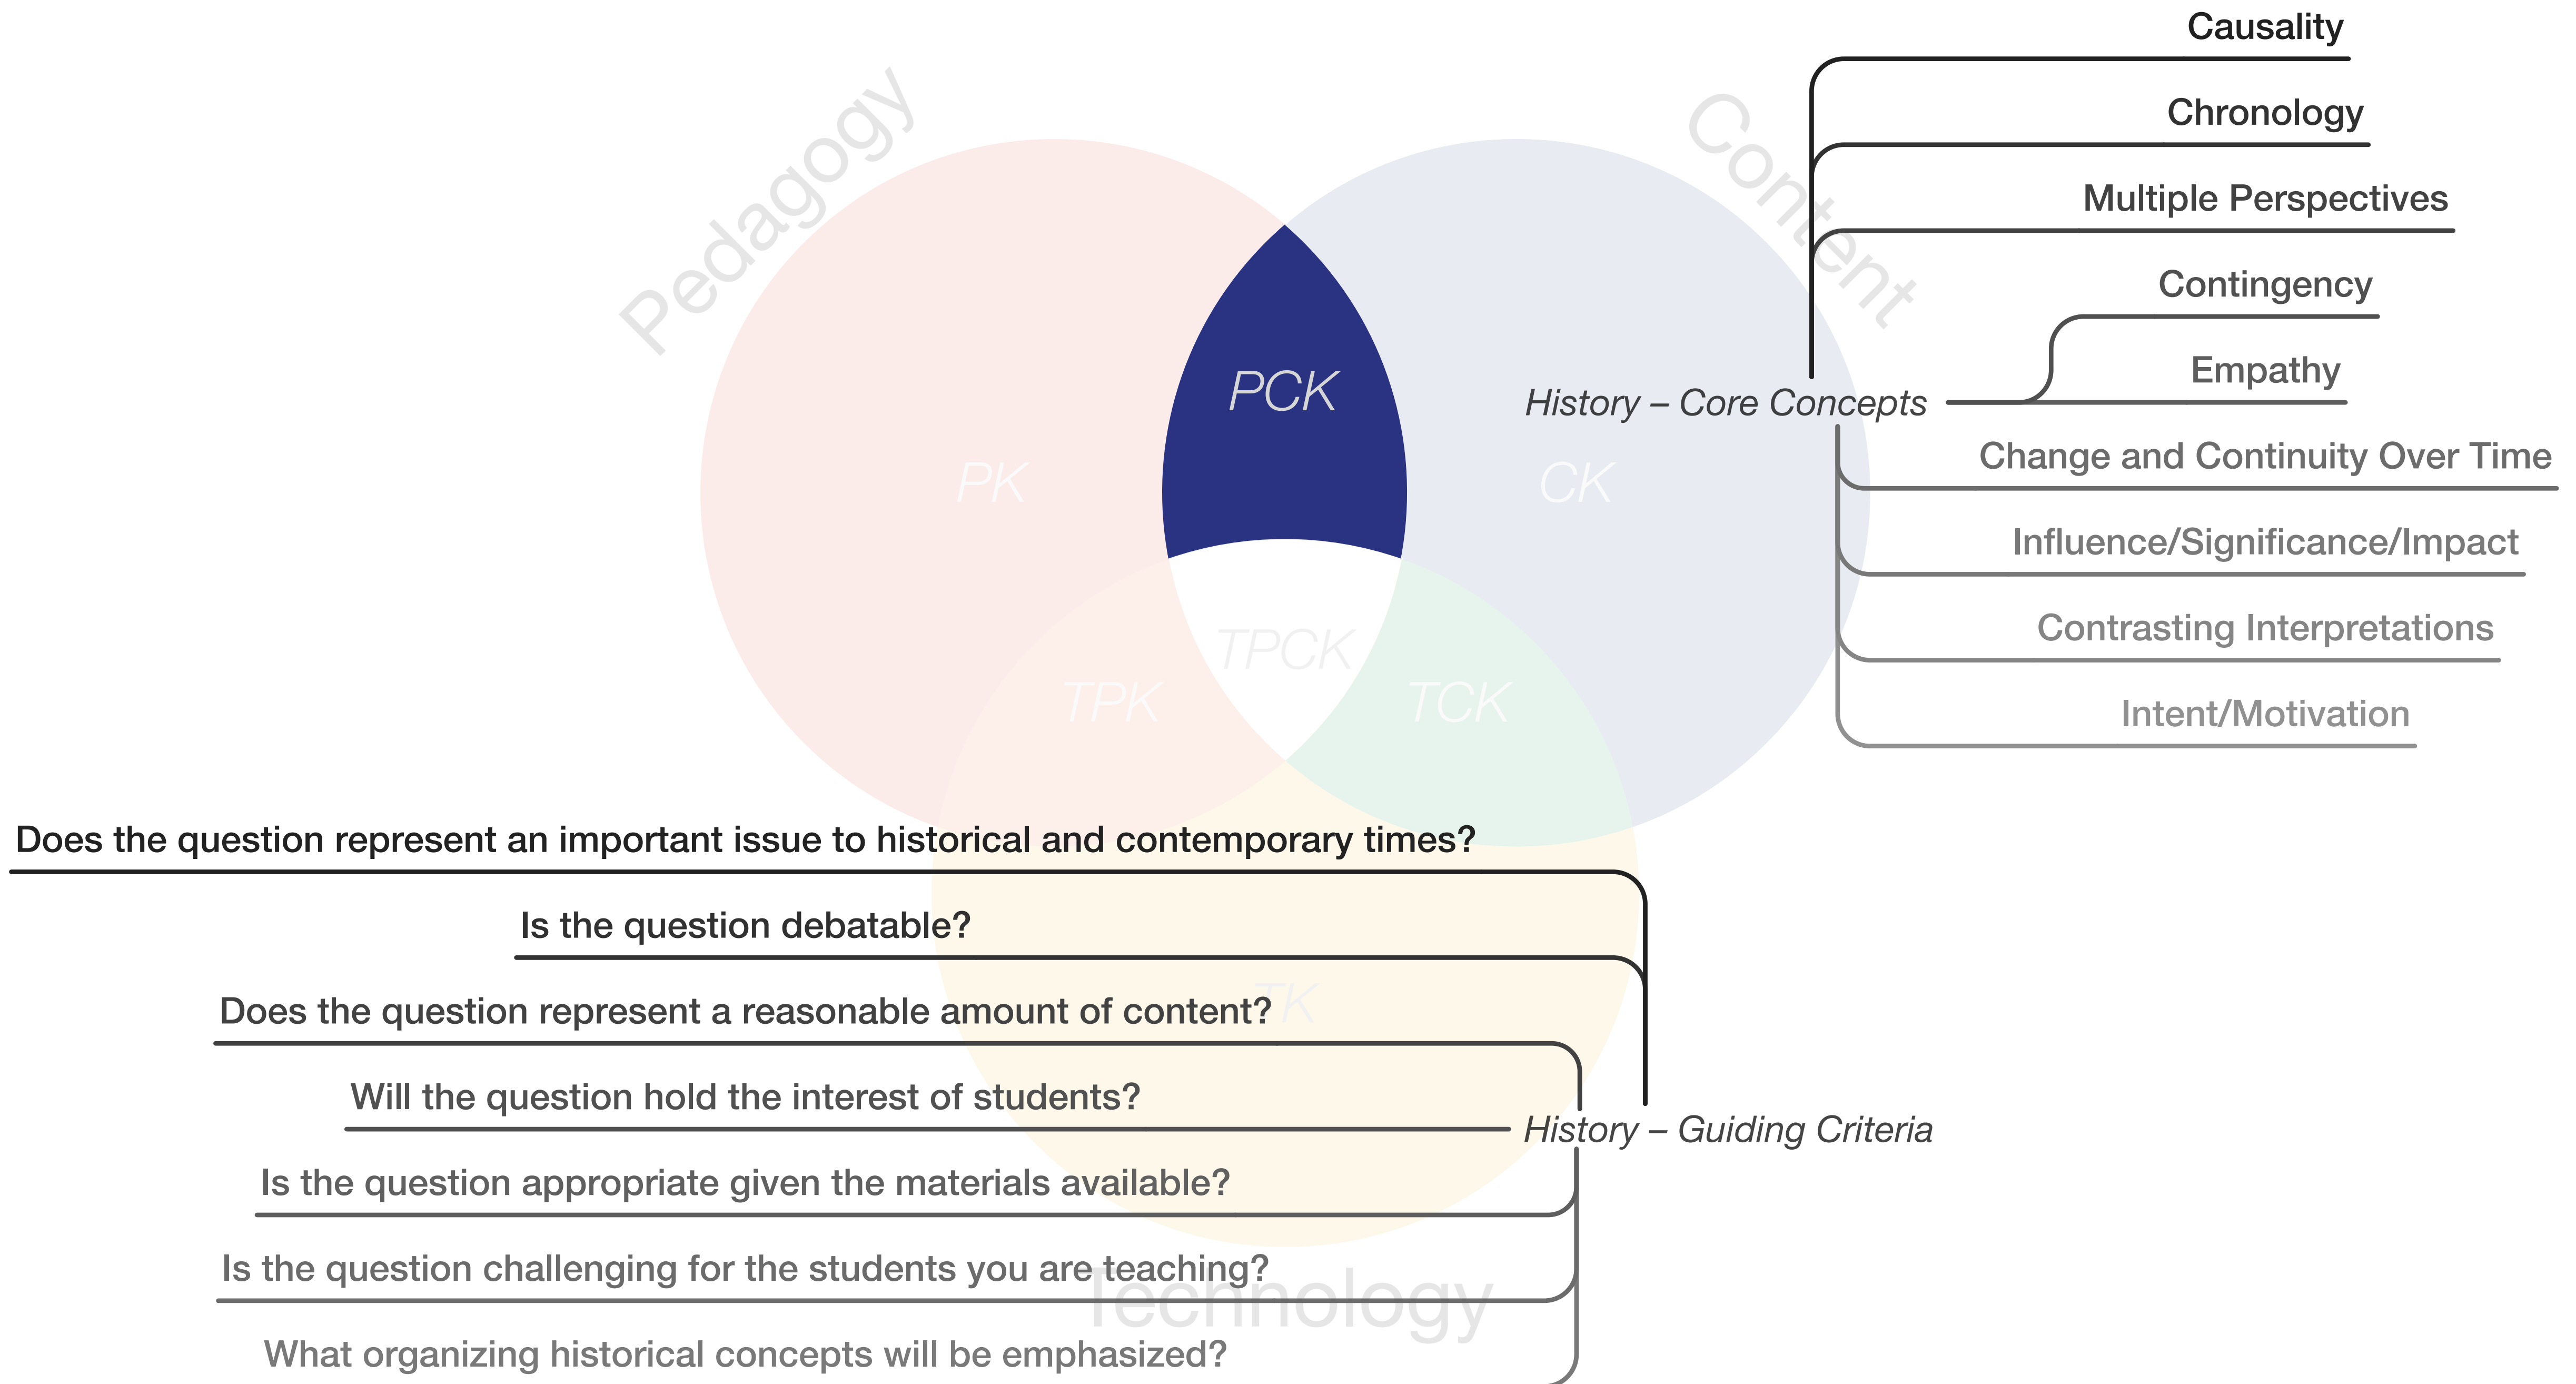 Causality
Chronology
Multiple Perspectives
Contingency
Empathy
History – Core Concepts
Change and Continuity Over Time
Influence/Significance/Impact
Contrasting Interpretations
Intent/Motivation
Pedagogy
Content
PCK
PK
CK
TPCK
TPK
TCK
Does the question represent an important issue to historical and contemporary times?
Is the question debatable?
Does the question represent a reasonable amount of content?
TK
Will the question hold the interest of students?
History – Guiding Criteria
Is the question appropriate given the materials available?
Is the question challenging for the students you are teaching?
Technology
What organizing historical concepts will be emphasized?